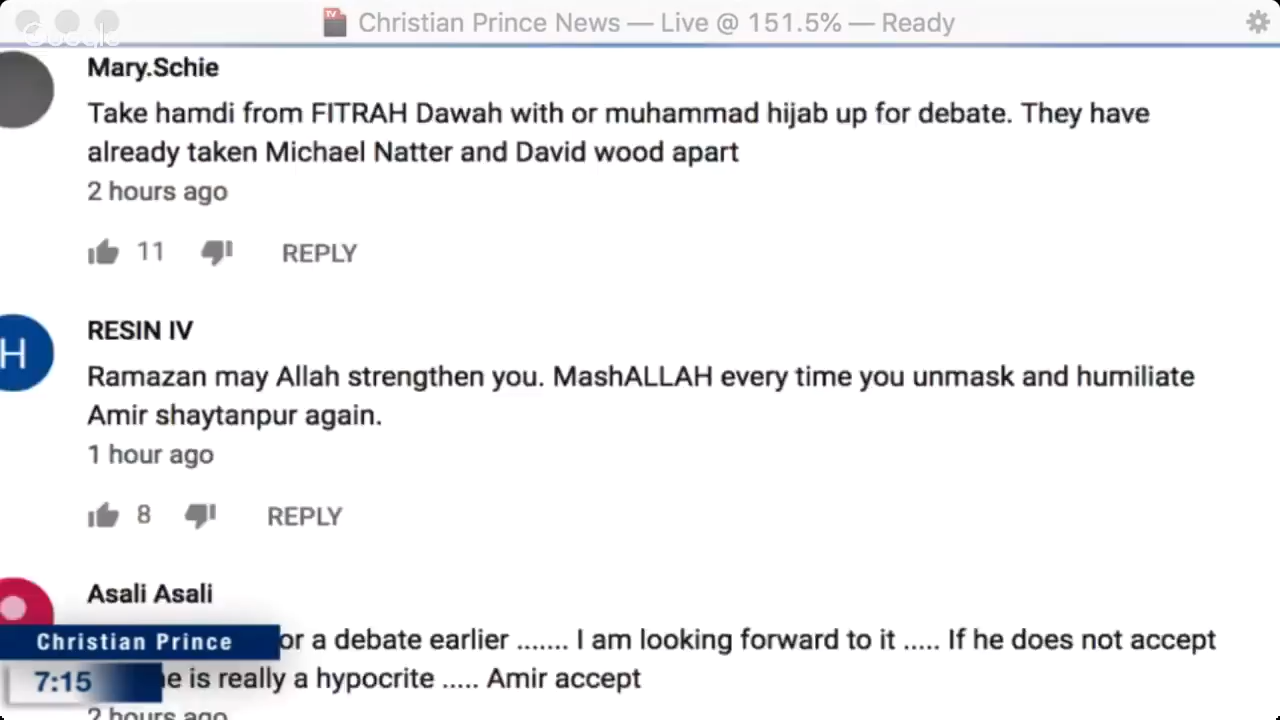 Google
Christian Prince News — Live @ 151.5% — Ready
Mary.Schie
Take hamdi from FITRAH Dawah with or muhammad hijab up for debate. They have
already taken Michael Natter and David wood apart
2 hours ago
11
REPLY
H
RESIN IV
Ramazan may Allah strengthen you. MashALLAH every time you unmask and humiliate
Amir shaytanpur again.
1 hour ago
8
REPLY
Asali Asali
or a debate earlier ....... I am looking forward to it ..... If he does not accept
Christian Prince
is really a hypocrite ..... Amir accept
7:15
2 hours ago